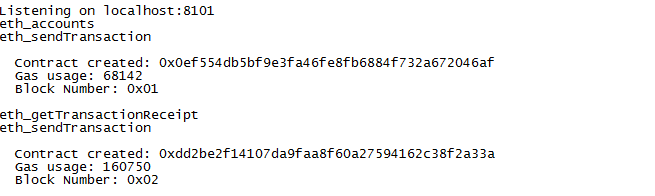 Listening on localhost:8101
eth_accounts
eth_sendTransaction
Contract created: 0x0ef554db5bf9e3fa46fe8fb6884f732a672046af
Gas usage: 68142
Block Number: 0x01
eth_getTransactionReceipt
eth_sendTransaction
Contract created: 0xdd2be2f14107da9faa8f60a27594162c38f2a33a
Gas usage: 160750
Block Number: 0x02